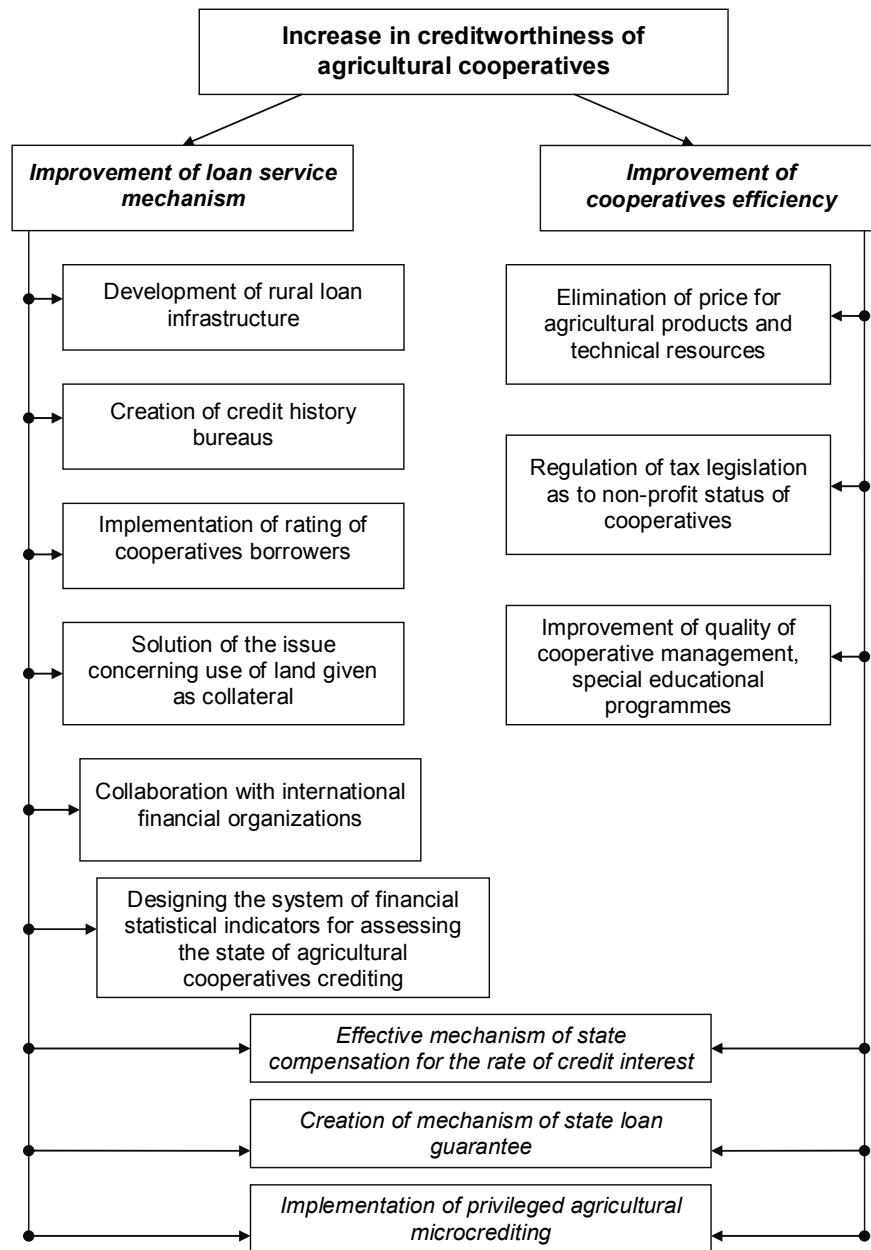 Increase in creditworthiness of
agricultural cooperatives
Improvement of loan service
mechanism
Improvement of
cooperatives efficiency
Development of rural loan
infrastructure
Creation of credit history
bureaus
Implementation of rating of
cooperatives borrowers
Solution of the issue
concerning use of land given
as collateral
Collaboration with international
financial organizations
Designing the system of financial
statistical indicators for assessing
the state of agricultural
cooperatives crediting
Elimination of price for
agricultural products and
technical resources
Regulation of tax legislation
as to non-profit status of
cooperatives
Improvement of quality of
cooperative management,
special educational
programmes
Effective mechanism of state
compensation for the rate of credit interest
Creation of mechanism of state loan
guarantee
Implementation of privileged agricultural
microcrediting